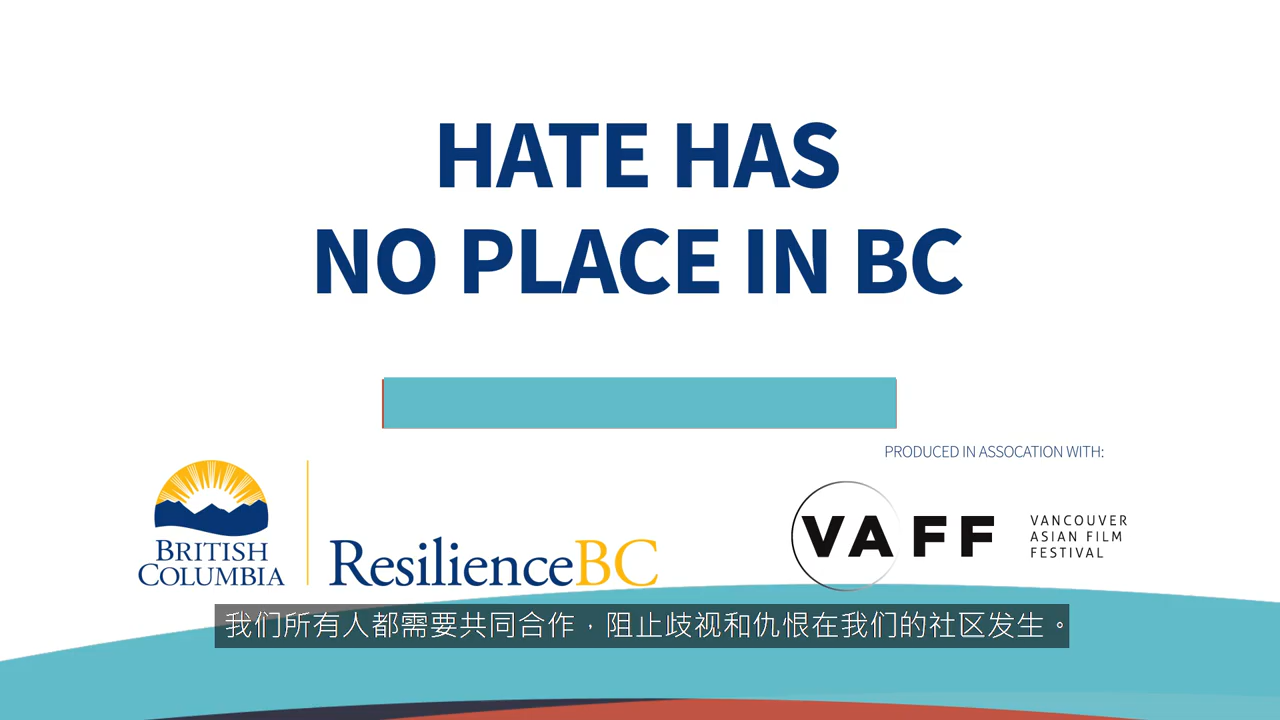 HATE HAS
NO PLACE IN BC
PRODUCED IN ASSOCATION WITH:
BRITISH
COLUMBIA
ResilienceBC
VAFF
VANCOUVER
ASIAN FILM
FESTIVAL
我们所有人都需要共同合作，阻止歧视和仇恨在我们的社区发生。